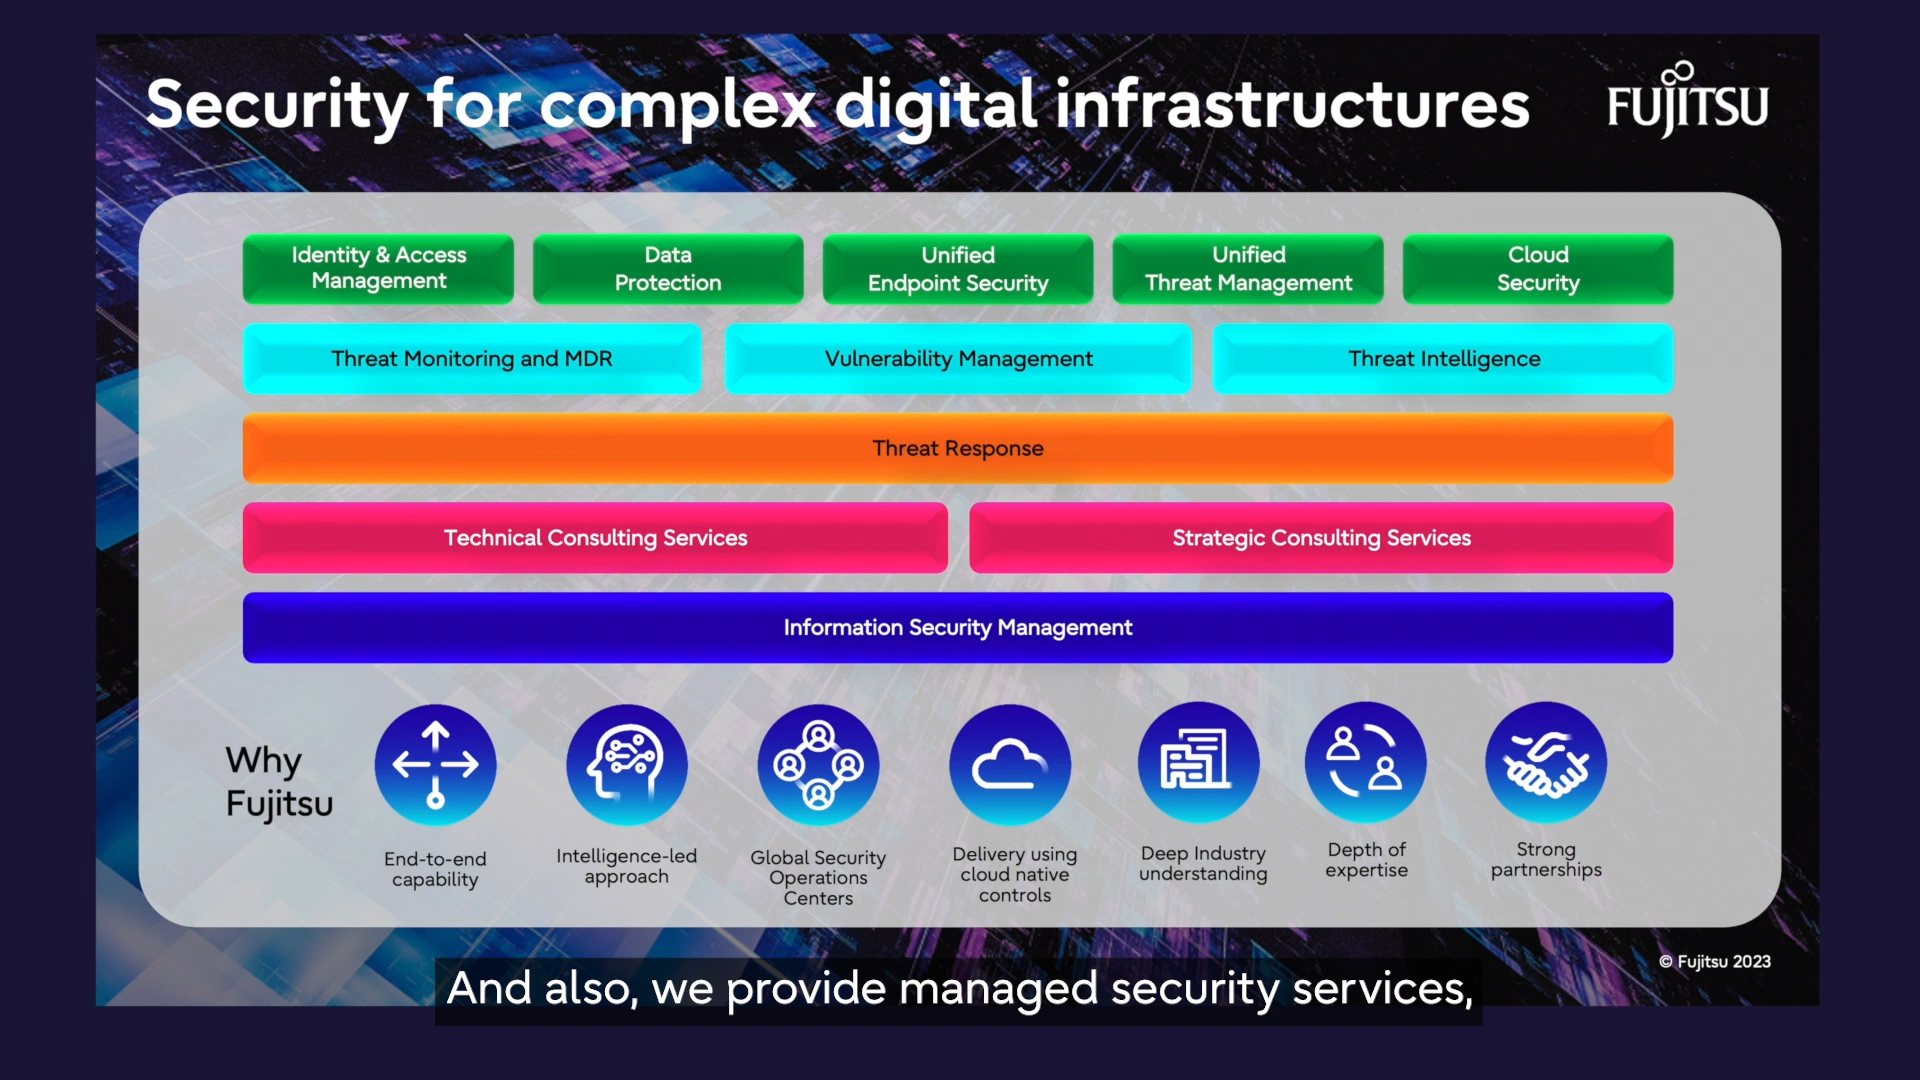 Security for complex digital infrastructures
FUJITSU
Identity & Access
Management
Data
Protection
Unified
Endpoint Security
Unified
Threat Management
Cloud
Security
Threat Monitoring and MDR
Vulnerability Management
Threat Intelligence
Threat Response
Technical Consulting Services
Strategic Consulting Services
Information Security Management
Why
Fujitsu
End-to-end
capability
Intelligence-led
approach
Global Security
Operations
Centers
Delivery using
cloud native
controls
Deep Industry
understanding
Depth of
expertise
Strong
partnerships
© Fujitsu 2023
And also, we provide managed security services,